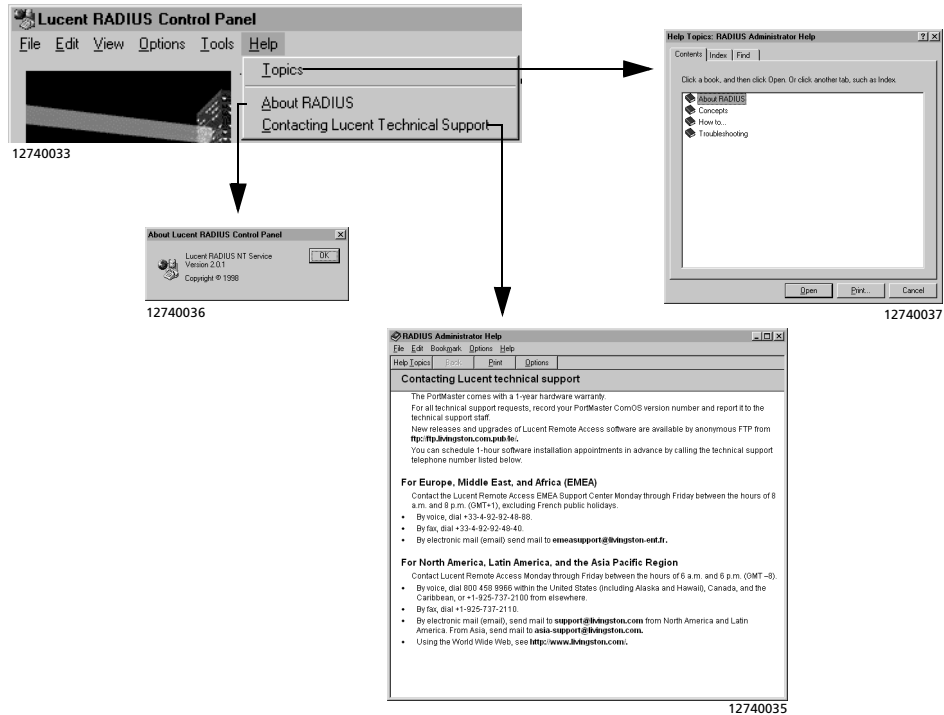 Lucent RADIUS Control Panel
File Edit View Options Tools Help
Topics
About RADIUS
Contacting Lucent Technical Support
12740033
Help Topics: RADIUS Administrator Help
Contents Index Find
Click a book, and then click Open. Or click another tab, such as Index.
About RADIUS
Concepts
How to...
Troubleshooting
Open Print... Cancel
12740037
About Lucent RADIUS Control Panel
Lucent RADIUS NT Service
Version 2.0.1
Copyright © 1998
OK
12740036
RADIUS Administrator Help
File Edit Bookmark Options Help
Help Topics Back Print Options
Contacting Lucent technical support
The PortMaster comes with a 1-year hardware warranty.
For all technical support requests, record your PortMaster ComOS version number and report it to the
technical support staff.
New releases and upgrades of Lucent Remote Access software are available by anonymous FTP from
ftp://ftp.livingston.com.pub/le/.
You can schedule 1-hour software installation appointments in advance by calling the technical support
telephone number listed below.
For Europe, Middle East, and Africa (EMEA)
Contact the Lucent Remote Access EMEA Support Center Monday through Friday between the hours of 8
a.m. and 8 p.m. (GMT+1), excluding French public holidays.
• By voice, dial +33-4-92-92-48-88.
• By fax, dial +33-4-92-92-48-40.
• By electronic mail (email) send mail to emeasupport@livingston-ent.fr.
For North America, Latin America, and the Asia Pacific Region
Contact Lucent Remote Access Monday through Friday between the hours of 6 a.m. and 6 p.m. (GMT –8).
• By voice, dial 800 458 9966 within the United States (including Alaska and Hawaii), Canada, and the
Caribbean, or +1-925-737-2100 from elsewhere.
• By fax, dial +1-925-737-2110.
• By electronic mail (email), send mail to support@livingston.com from North America and Latin
America. From Asia, send mail to asia-support@livingston.com.
• Using the World Wide Web, see http://www.livingston.com/.
12740035